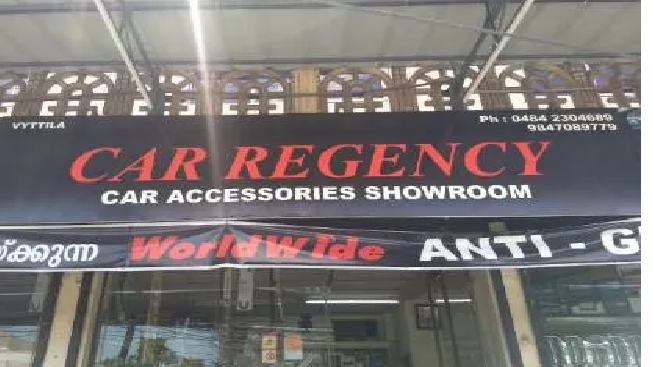 VYTTILA
Ph : 0484 2304689
9847089779
CAR REGENCY
CAR ACCESSORIES SHOWROOM
WorldWide ANTI -